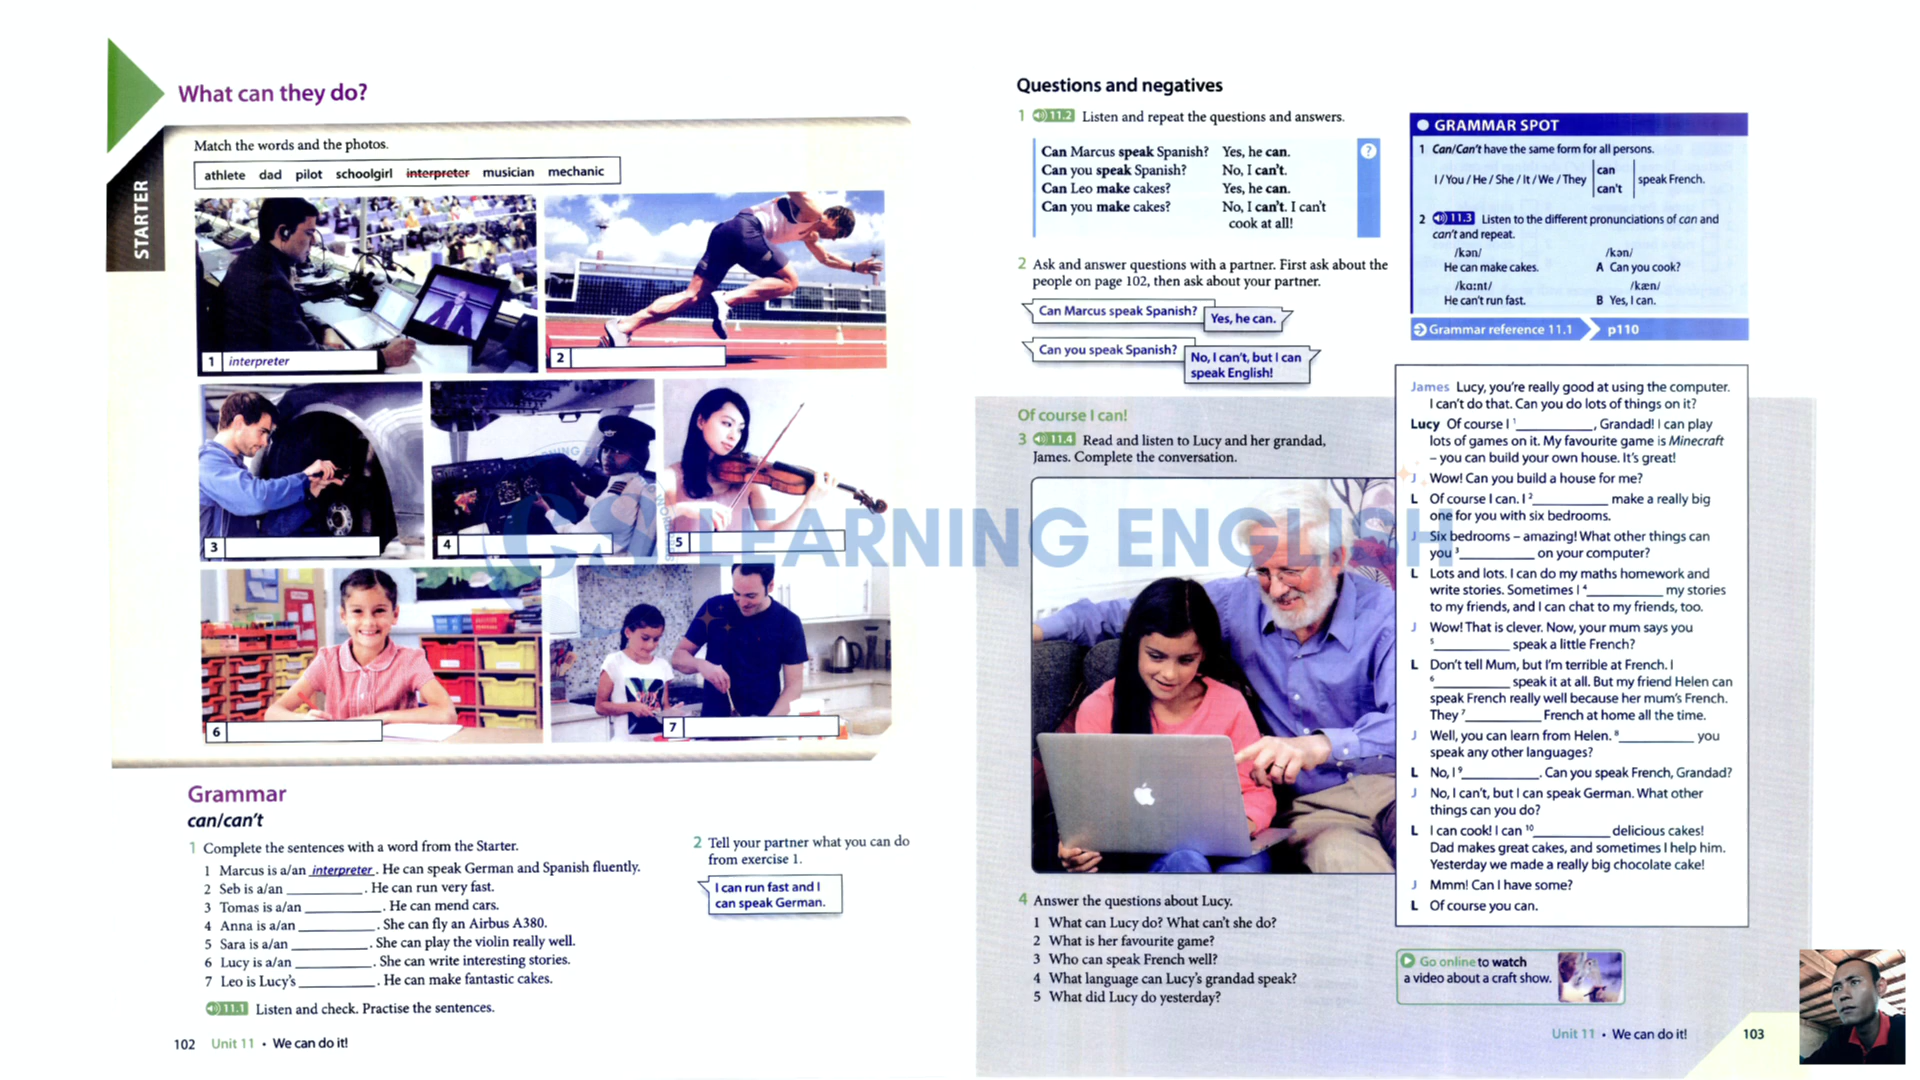 What can they do?
STARTER
Match the words and the photos.
athlete dad pilot schoolgirl interpreter musician mechanic
1 interpreter
2
3
4
5
6
7
Grammar
can/can't
1 Complete the sentences with a word from the Starter.
1 Marcus is a/an interpreter. He can speak German and Spanish fluently.
2 Seb is a/an ____________. He can run very fast.
3 Tomas is a/an ____________. He can mend cars.
4 Anna is a/an ____________. She can fly an Airbus A380.
5 Sara is a/an ____________. She can play the violin really well.
6 Lucy is a/an ____________. She can write interesting stories.
7 Leo is Lucy's ____________. He can make fantastic cakes.
11.1 Listen and check. Practise the sentences.
2 Tell your partner what you can do
from exercise 1.
I can run fast and I
can speak German.
102 Unit 11 • We can do it!
Questions and negatives
1 11.2 Listen and repeat the questions and answers.
Can Marcus speak Spanish? Yes, he can.
Can you speak Spanish? No, I can't.
Can Leo make cakes? Yes, he can.
Can you make cakes? No, I can't. I can't
cook at all!
?
2 Ask and answer questions with a partner. First ask about the
people on page 102, then ask about your partner.
Can Marcus speak Spanish?
Yes, he can.
Can you speak Spanish?
No, I can't, but I can
speak English!
GRAMMAR SPOT
1 Can/Can't have the same form for all persons.
I / You / He / She / It / We / They
can
can't
speak French.
2 11.3 Listen to the different pronunciations of can and
can't and repeat.
/kən/ /kən/
He can make cakes. A Can you cook?
/kɑːnt/ /kæn/
He can't run fast. B Yes, I can.
Grammar reference 11.1 p110
Of course I can!
3 11.4 Read and listen to Lucy and her grandad,
James. Complete the conversation.
James Lucy, you're really good at using the computer.
I can't do that. Can you do lots of things on it?
Lucy Of course I 1____________, Grandad! I can play
lots of games on it. My favourite game is Minecraft
– you can build your own house. It's great!
J Wow! Can you build a house for me?
L Of course I can. I 2____________ make a really big
one for you with six bedrooms.
J Six bedrooms – amazing! What other things can
you 3____________ on your computer?
L Lots and lots. I can do my maths homework and
write stories. Sometimes I 4____________ my stories
to my friends, and I can chat to my friends, too.
J Wow! That is clever. Now, your mum says you
5____________ speak a little French?
L Don't tell Mum, but I'm terrible at French. I
6____________ speak it at all. But my friend Helen can
speak French really well because her mum's French.
They 7____________ French at home all the time.
J Well, you can learn from Helen. 8____________ you
speak any other languages?
L No, I 9____________. Can you speak French, Grandad?
J No, I can't, but I can speak German. What other
things can you do?
L I can cook! I can 10____________ delicious cakes!
Dad makes great cakes, and sometimes I help him.
Yesterday we made a really big chocolate cake!
J Mmm! Can I have some?
L Of course you can.
4 Answer the questions about Lucy.
1 What can Lucy do? What can't she do?
2 What is her favourite game?
3 Who can speak French well?
4 What language can Lucy's grandad speak?
5 What did Lucy do yesterday?
Go online to watch
a video about a craft show.
Unit 11 • We can do it! 103
GS LEARNING ENGLISH